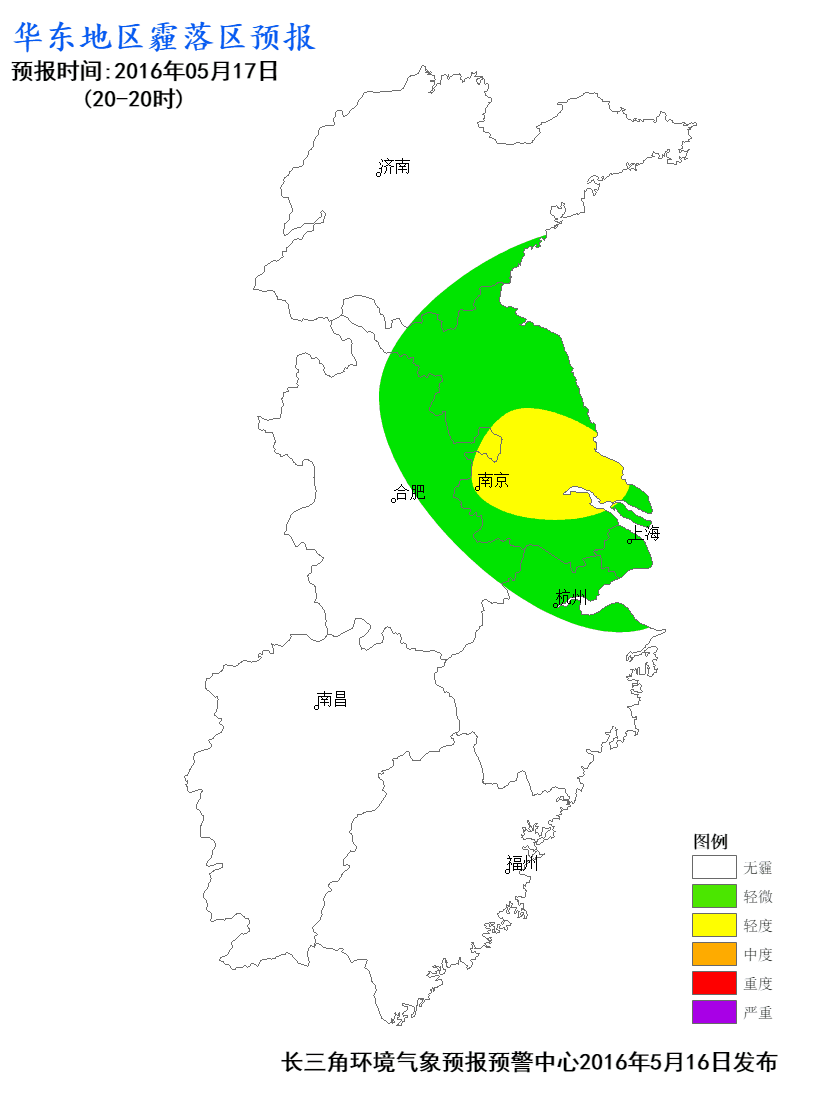 华东地区霾落区预报
预报时间:2016年05月17日
(20-20时)
济南
南京
合肥
上海
杭州
南昌
福州
图例
无霾
轻微
轻度
中度
重度
严重
长三角环境气象预报预警中心2016年5月16日发布